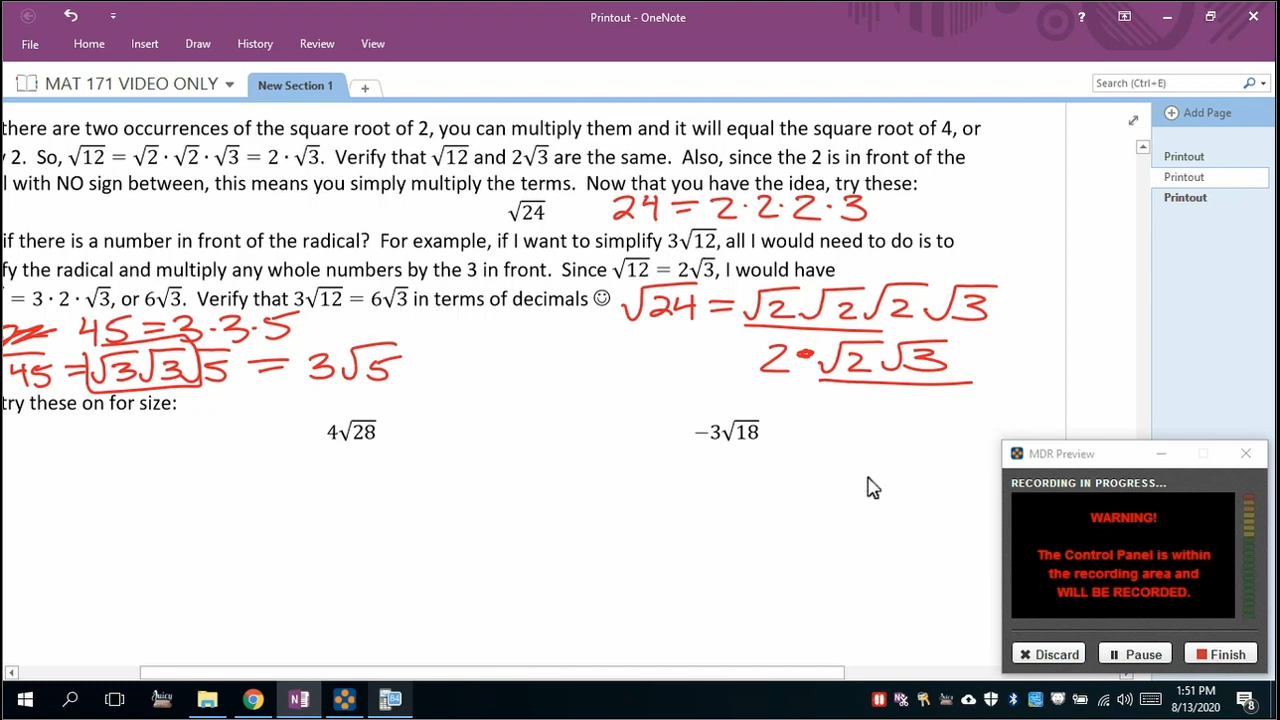 Printout - OneNote
?
File Home Insert Draw History Review View
MAT 171 VIDEO ONLY New Section 1 +
Search (Ctrl+E)
Add Page
Printout
Printout
Printout
there are two occurrences of the square root of 2, you can multiply them and it will equal the square root of 4, or
2. So, √12 = √2 · √2 · √3 = 2 · √3. Verify that √12 and 2√3 are the same. Also, since the 2 is in front of the
l with NO sign between, this means you simply multiply the terms. Now that you have the idea, try these:
√24 24 = 2·2·2·3
if there is a number in front of the radical? For example, if I want to simplify 3√12, all I would need to do is to
fy the radical and multiply any whole numbers by the 3 in front. Since √12 = 2√3, I would have
= 3 · 2 · √3, or 6√3. Verify that 3√12 = 6√3 in terms of decimals ☺ √24 = √2 √2 √2 √3
45 = 3·3·5
45 = √3√3√5 = 3√5
2·√2√3
try these on for size:
4√28 −3√18
MDR Preview
RECORDING IN PROGRESS...
WARNING!
The Control Panel is within
the recording area and
WILL BE RECORDED.
Discard Pause Finish
1:51 PM
8/13/2020
8